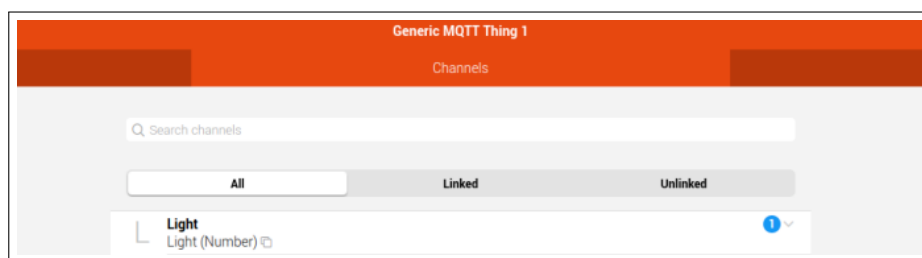 Generic MQTT Thing 1
Channels
Search channels
All Linked Unlinked
L Light 1
Light (Number)